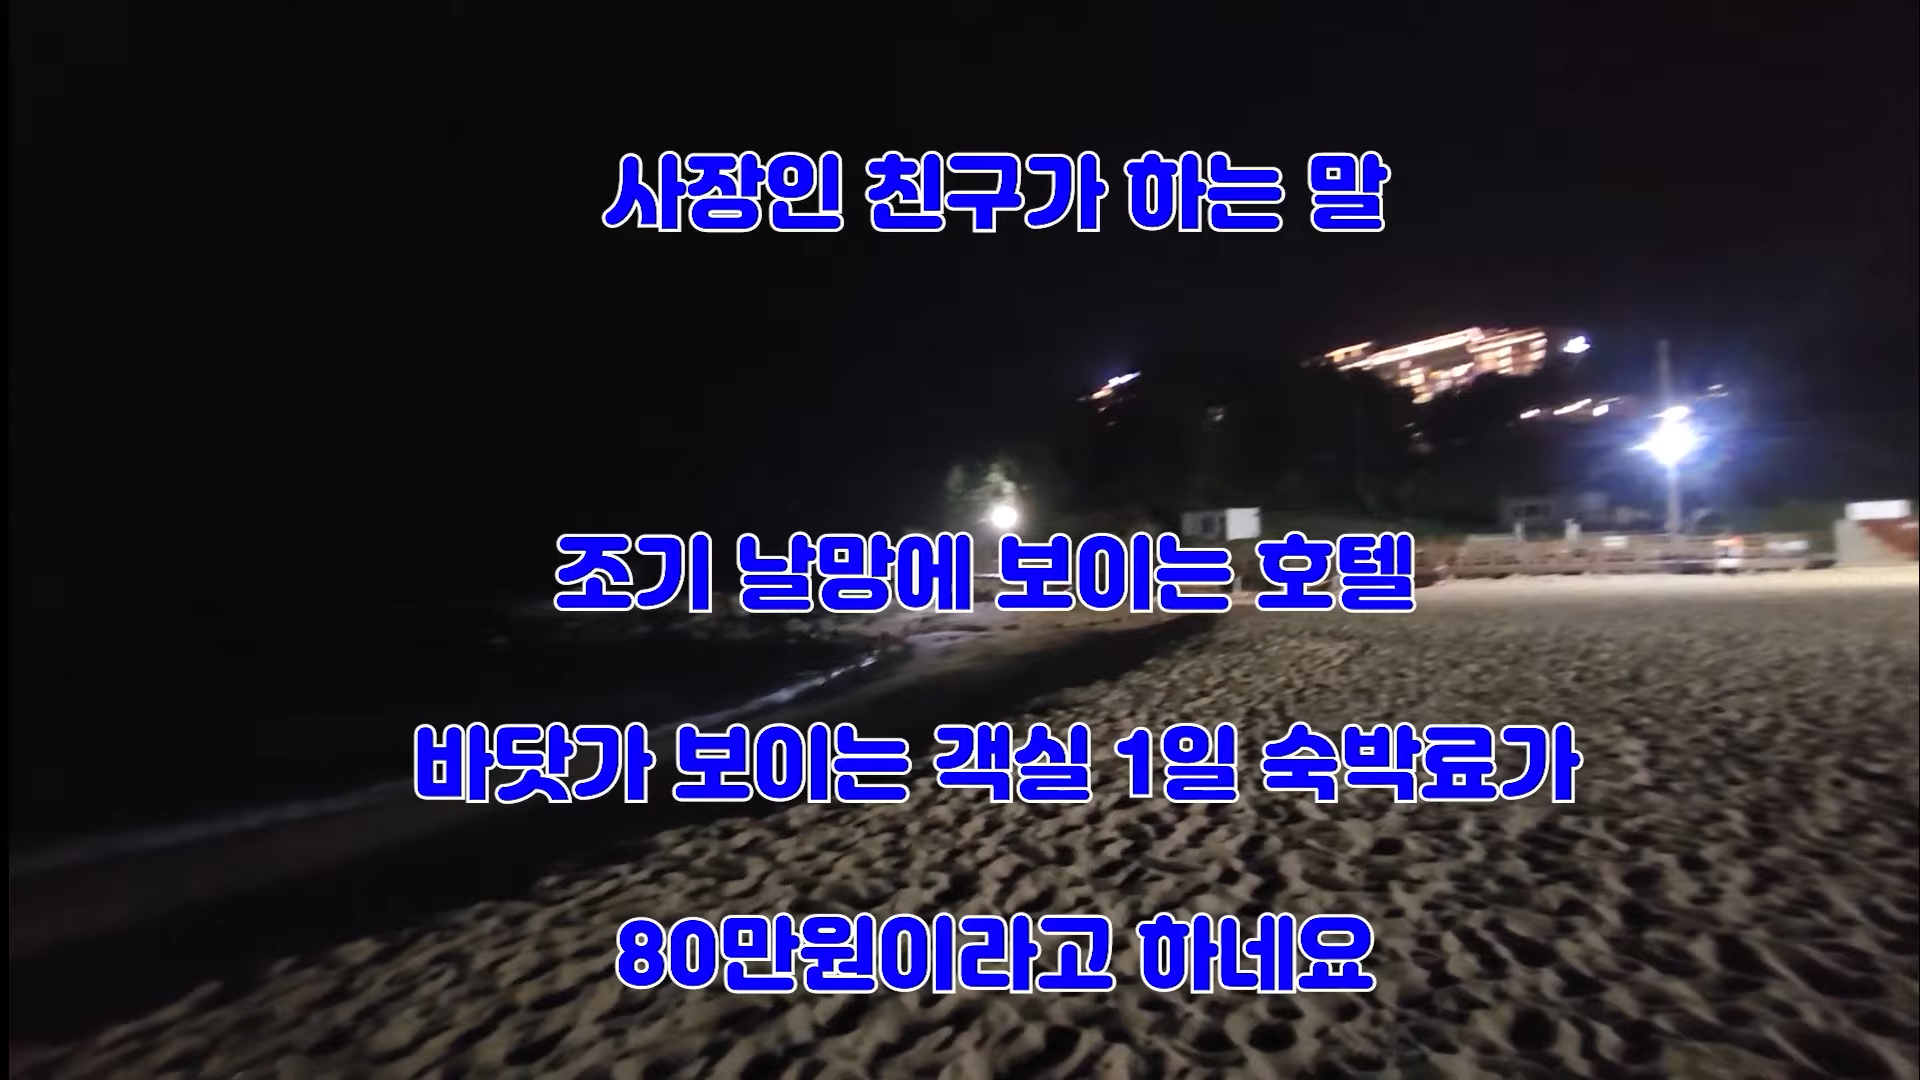 사장인 친구가 하는 말
조기 날망에 보이는 호텔
바닷가 보이는 객실 1일 숙박료가
80만원이라고 하네요